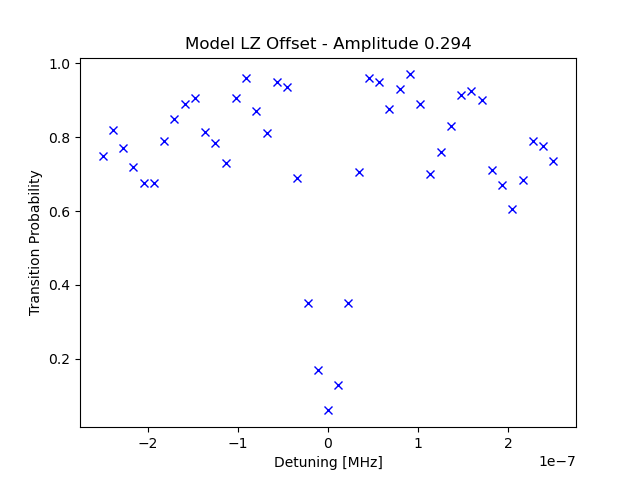 Model LZ Offset - Amplitude 0.294
1.0
0.8
0.6
0.4
0.2
Transition Probability
−2
−1
0
1
2
1e−7
Detuning [MHz]